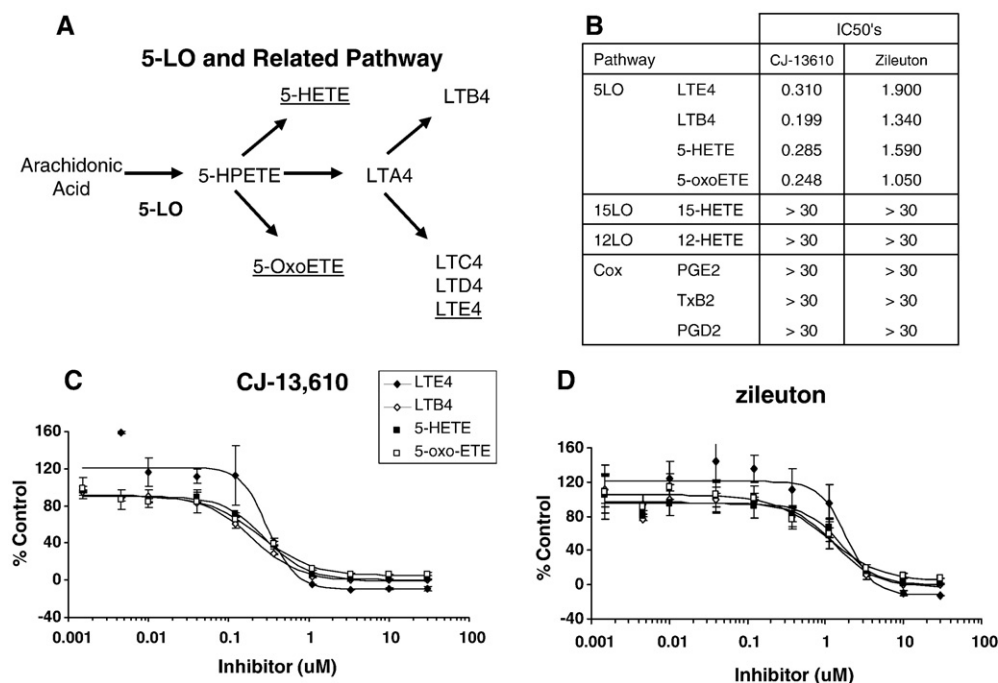 A
5-LO and Related Pathway
5-HETE
LTB4
Arachidonic
Acid
5-HPETE
LTA4
5-LO
5-OxoETE
LTC4
LTD4
LTE4
B
IC50's
Pathway CJ-13610 Zileuton
5LO LTE4 0.310 1.900
LTB4 0.199 1.340
5-HETE 0.285 1.590
5-oxoETE 0.248 1.050
15LO 15-HETE > 30 > 30
12LO 12-HETE > 30 > 30
Cox PGE2 > 30 > 30
TxB2 > 30 > 30
PGD2 > 30 > 30
C
CJ-13,610
LTE4
LTB4
5-HETE
5-oxo-ETE
% Control
160
120
80
40
0
-40
0.001 0.01 0.1 1 10 100
Inhibitor (uM)
D
zileuton
% Control
160
120
80
40
0
-40
0.001 0.01 0.1 1 10 100
Inhibitor (uM)